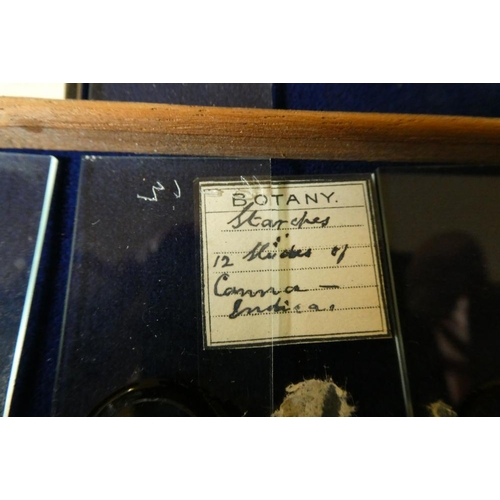 BOTANY.
Starches
12 Slides of
Canna –
Indica.